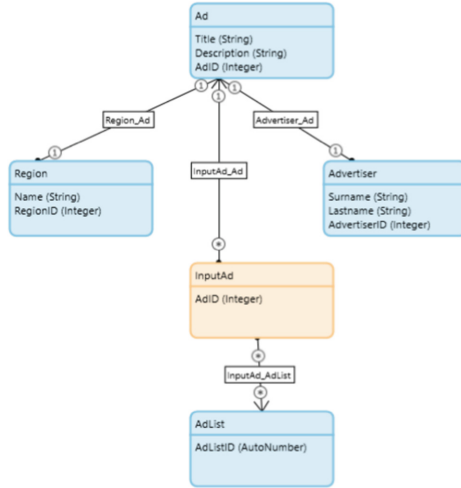 Ad
Title (String)
Description (String)
AdID (Integer)
1
1
1
Region_Ad
Advertiser_Ad
1
1
InputAd_Ad
Region
Name (String)
RegionID (Integer)
Advertiser
Surname (String)
Lastname (String)
AdvertiserID (Integer)
*
InputAd
AdID (Integer)
*
InputAd_AdList
*
AdList
AdListID (AutoNumber)